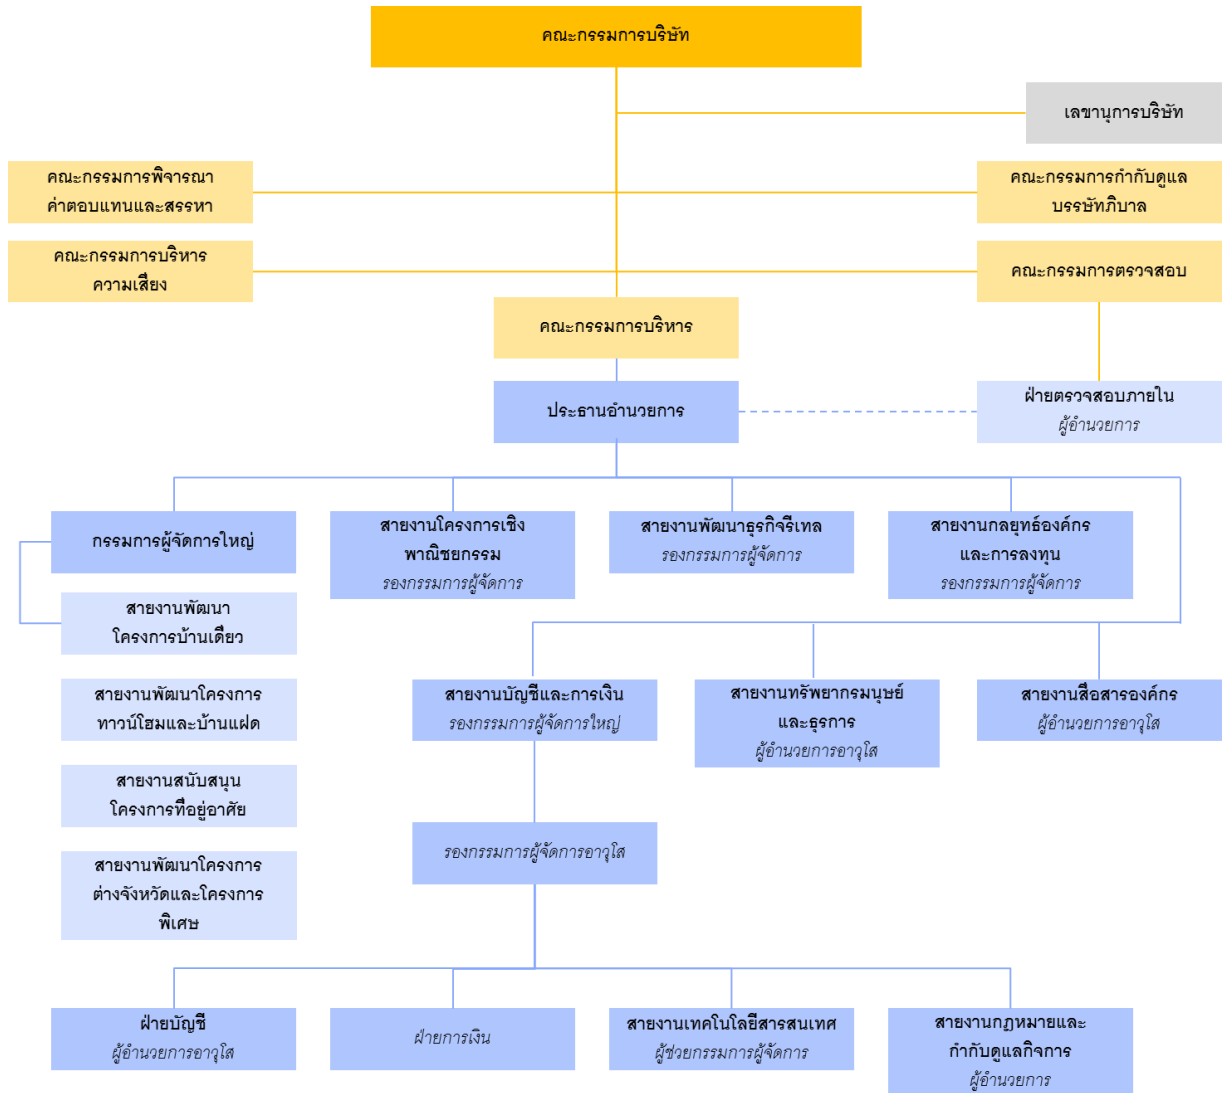 คณะกรรมการบริษัท
เลขานุการบริษัท
คณะกรรมการพิจารณา
ค่าตอบแทนและสรรหา
คณะกรรมการกำกับดูแล
บรรษัทภิบาล
คณะกรรมการบริหาร
ความเสี่ยง
คณะกรรมการตรวจสอบ
คณะกรรมการบริหาร
ประธานอำนวยการ
ฝ่ายตรวจสอบภายใน
ผู้อำนวยการ
กรรมการผู้จัดการใหญ่
สายงานโครงการเชิง
พาณิชยกรรม
รองกรรมการผู้จัดการ
สายงานพัฒนาธุรกิจรีเทล
รองกรรมการผู้จัดการ
สายงานกลยุทธ์องค์กร
และการลงทุน
รองกรรมการผู้จัดการ
สายงานพัฒนา
โครงการบ้านเดี่ยว
สายงานพัฒนาโครงการ
ทาวน์โฮมและบ้านแฝด
สายงานสนับสนุน
โครงการที่อยู่อาศัย
สายงานพัฒนาโครงการ
ต่างจังหวัดและโครงการ
พิเศษ
สายงานบัญชีและการเงิน
รองกรรมการผู้จัดการใหญ่
สายงานทรัพยากรมนุษย์
และธุรการ
ผู้อำนวยการอาวุโส
สายงานสื่อสารองค์กร
ผู้อำนวยการอาวุโส
รองกรรมการผู้จัดการอาวุโส
ฝ่ายบัญชี
ผู้อำนวยการอาวุโส
ฝ่ายการเงิน
สายงานเทคโนโลยีสารสนเทศ
ผู้ช่วยกรรมการผู้จัดการ
สายงานกฎหมายและ
กำกับดูแลกิจการ
ผู้อำนวยการ